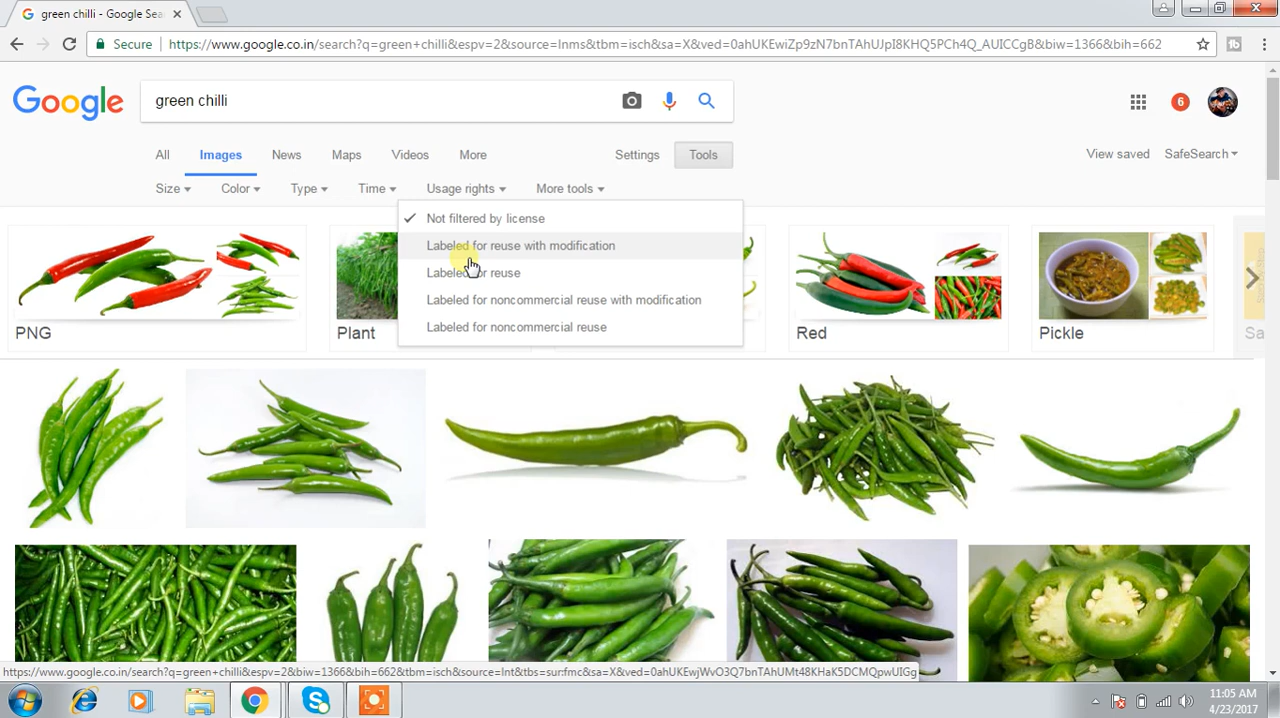 green chilli - Google Sea
Secure
https://www.google.co.in/search?q=green+chilli&espv=2&source=lnms&tbm=isch&sa=X&ved=0ahUKEwiZp9zN7bnTAhUJpI8KHQ5PCh4Q_AUICCgB&biw=1366&bih=662
Google
green chilli
6
All Images News Maps Videos More Settings Tools
View saved SafeSearch
Size Color Type Time Usage rights More tools
Not filtered by license
Labeled for reuse with modification
Labeled for reuse
Labeled for noncommercial reuse with modification
Labeled for noncommercial reuse
PNG
Plant
Red
Pickle
Sa
https://www.google.co.in/search?q=green+chilli&espv=2&biw=1366&bih=662&tbm=isch&source=lnt&tbs=sur:fmc&sa=X&ved=0ahUKEwjWvO3Q7bnTAhUMt48KHaK5DCMQpwUIGg
11:05 AM
4/23/2017